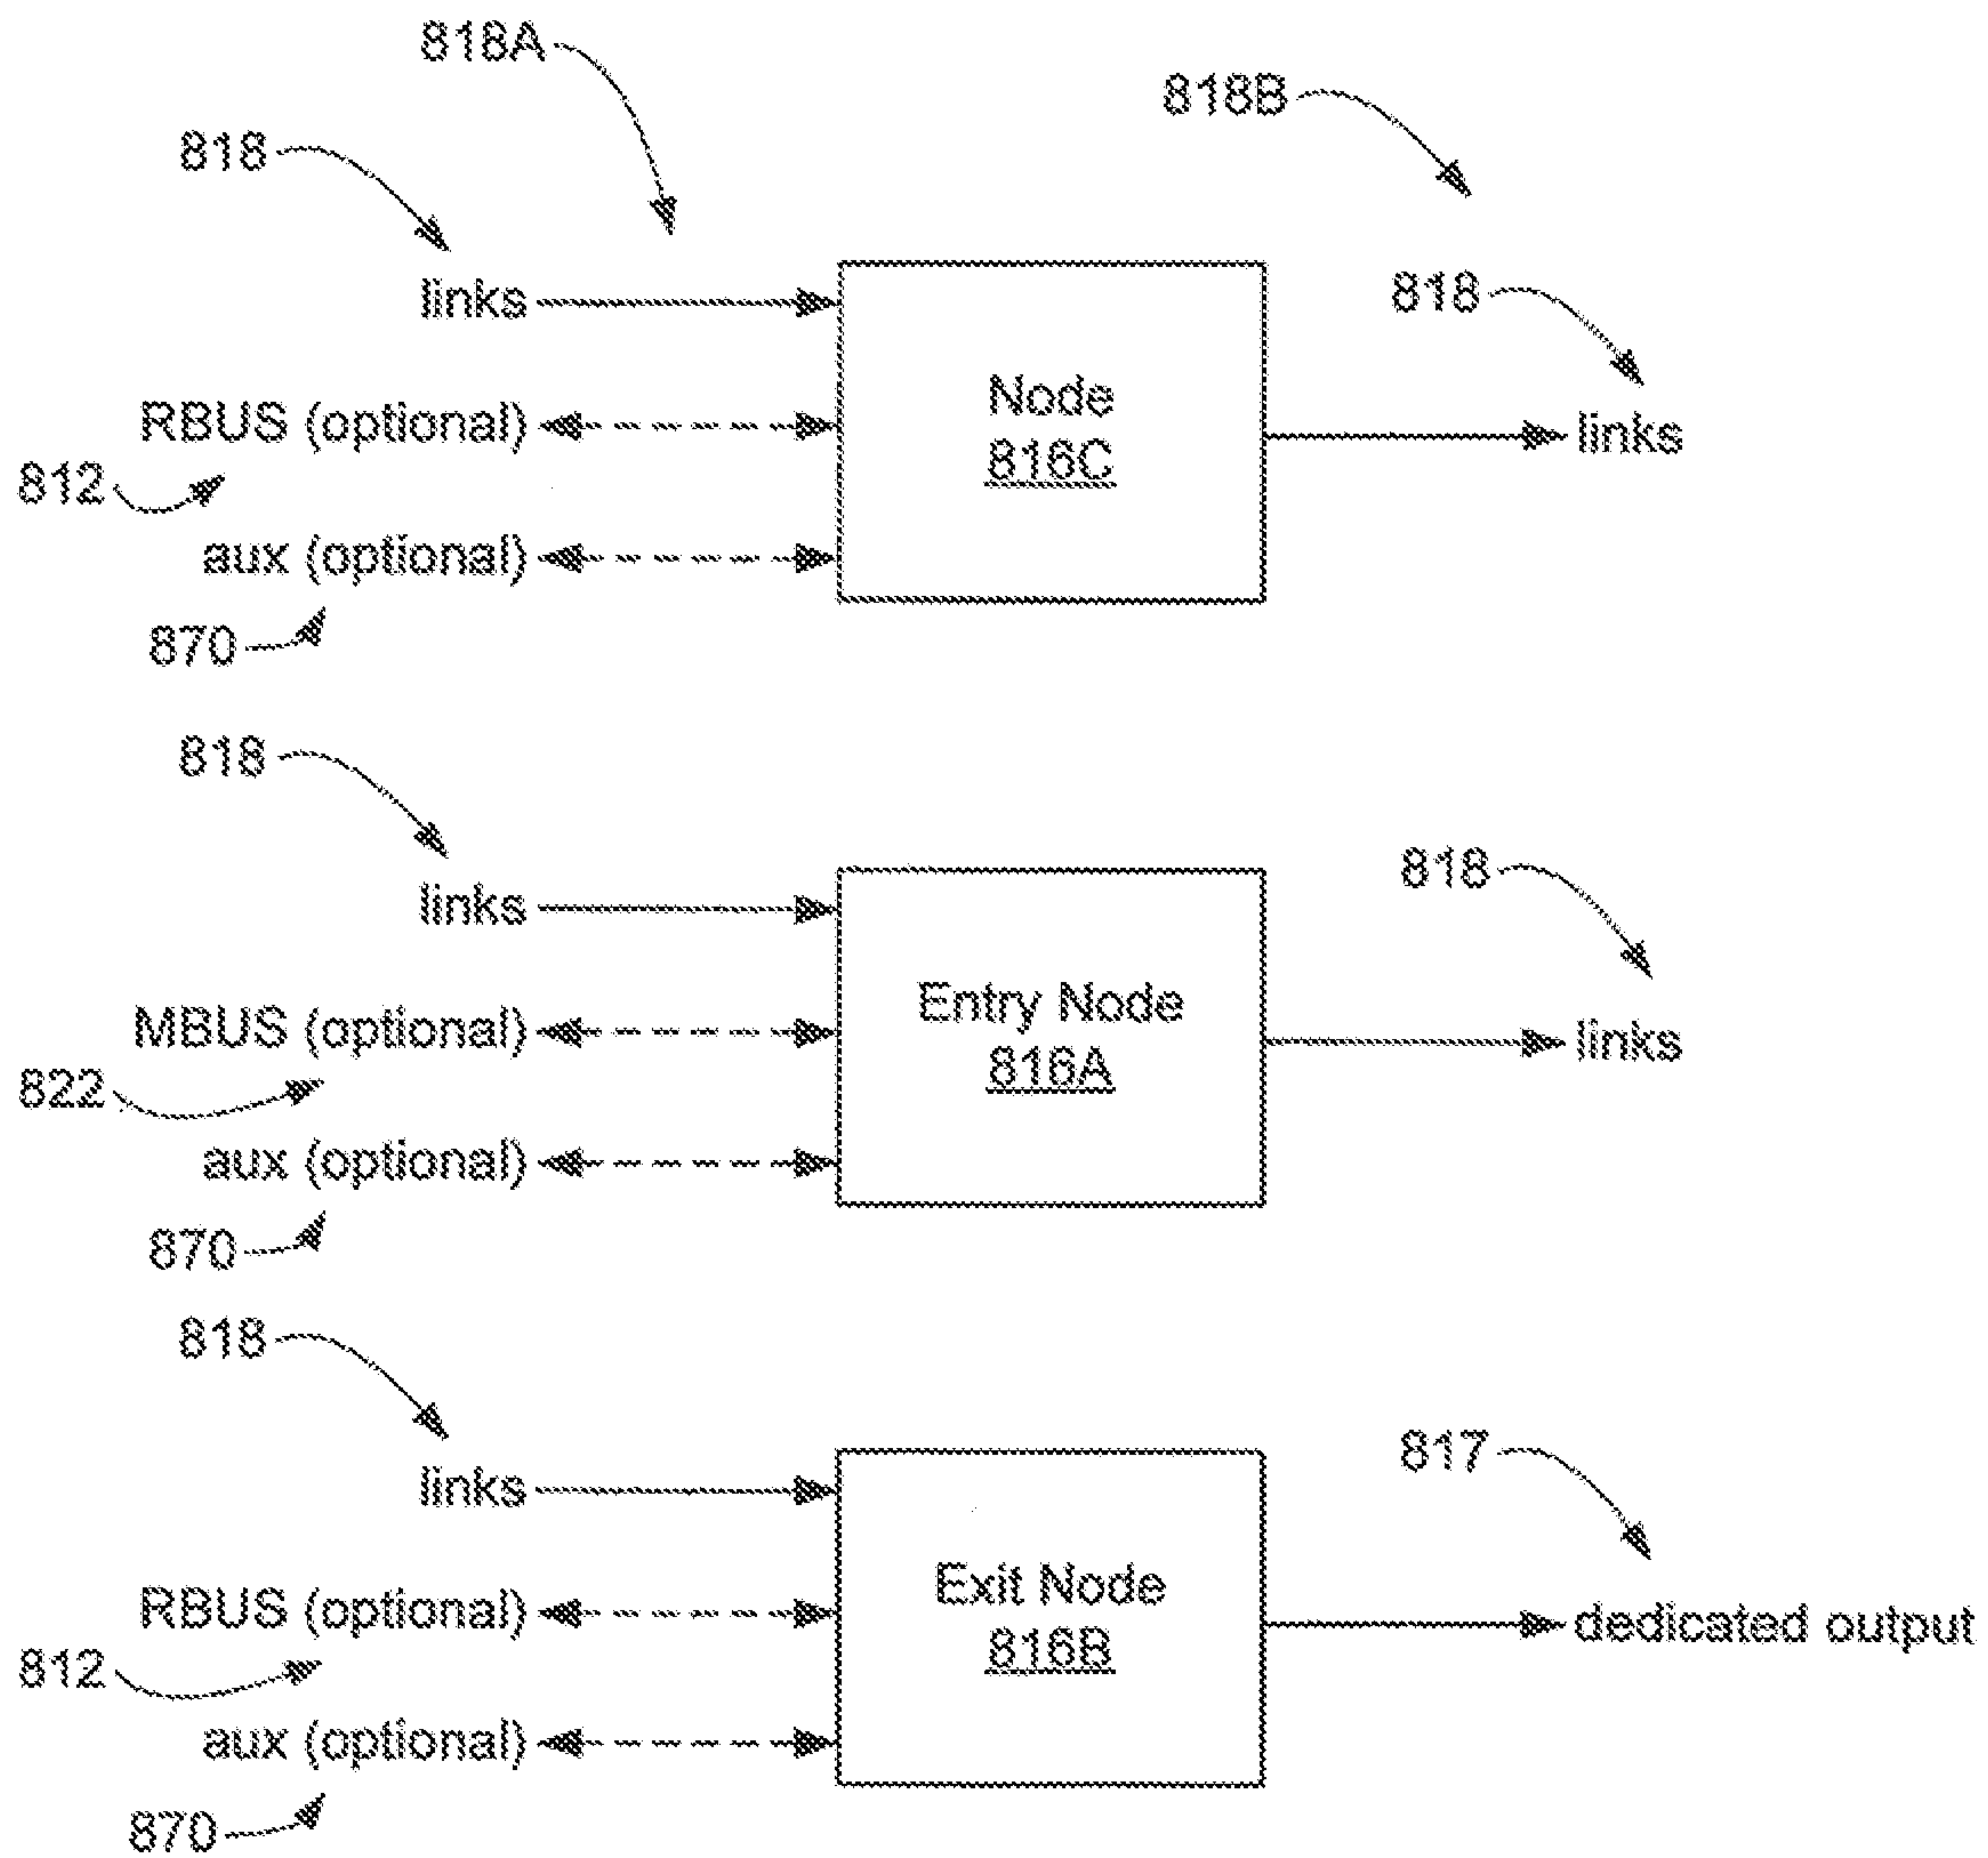 818A
818B
818
818
links
RBUS (optional)
812
aux (optional)
870
Node
816C
links
818
818
links
MBUS (optional)
822
aux (optional)
870
Entry Node
816A
links
818
817
links
RBUS (optional)
812
aux (optional)
870
Exit Node
816B
dedicated output